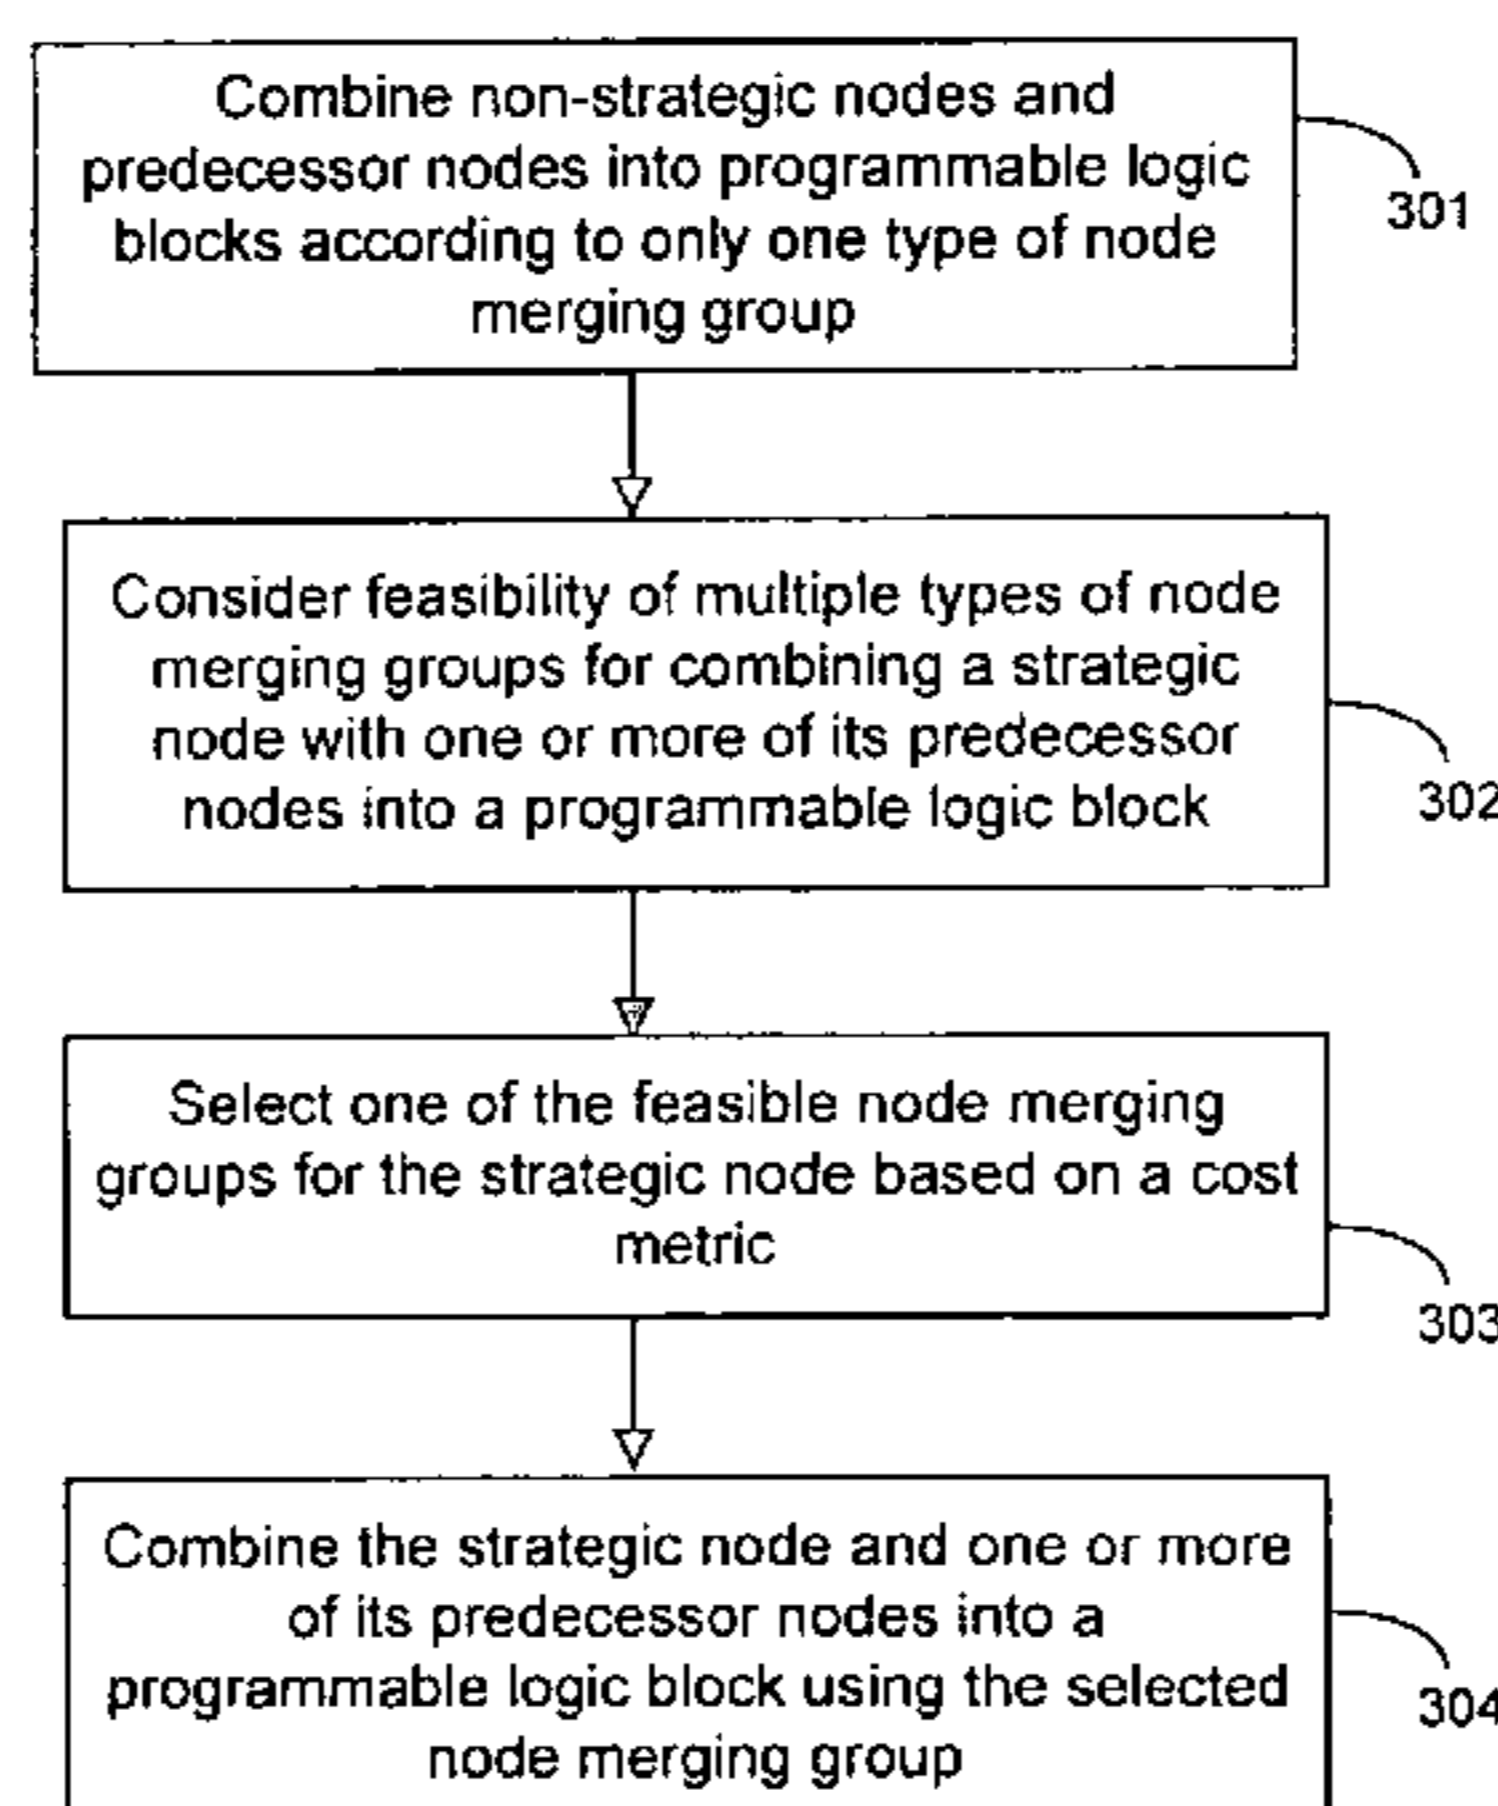 Combine non-strategic nodes and
predecessor nodes into programmable logic
blocks according to only one type of node
merging group
301
Consider feasibility of multiple types of node
merging groups for combining a strategic
node with one or more of its predecessor
nodes into a programmable logic block
302
Select one of the feasible node merging
groups for the strategic node based on a cost
metric
303
Combine the strategic node and one or more
of its predecessor nodes into a
programmable logic block using the selected
node merging group
304